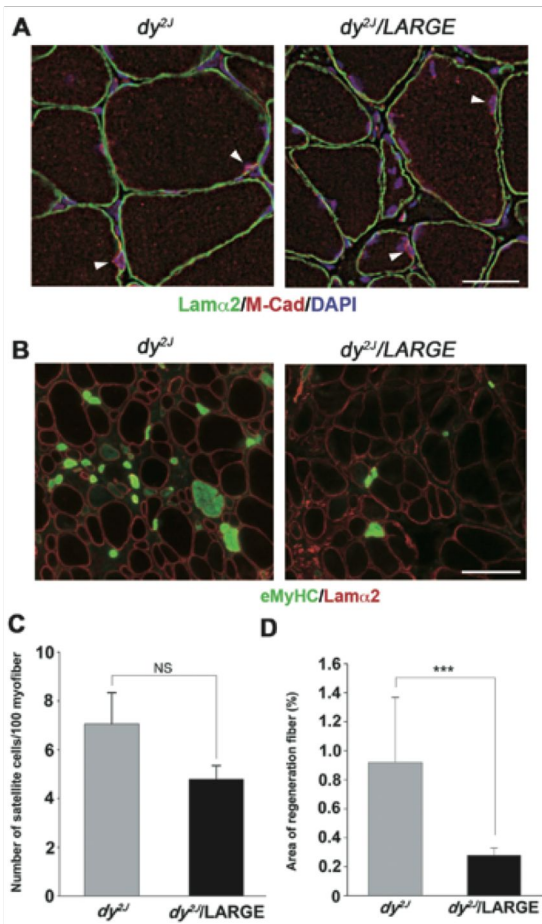 A
dy2J
dy2J/LARGE
Lamα2/M-Cad/DAPI
B
dy2J
dy2J/LARGE
eMyHC/Lamα2
C
Number of satellite cells/100 myofiber
10
8
6
4
2
0
NS
dy2J
dy2J/LARGE
D
Area of regeneration fiber (%)
1.6
1.4
1.2
1.0
0.8
0.6
0.4
0.2
0
***
dy2J
dy2J/LARGE